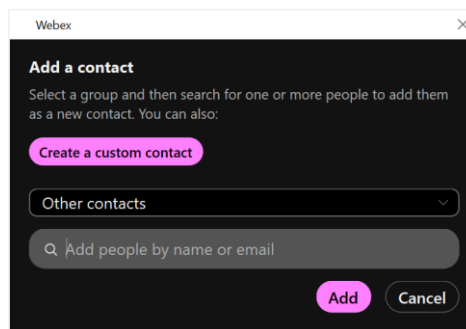 Webex
Add a contact
Select a group and then search for one or more people to add them
as a new contact. You can also:
Create a custom contact
Other contacts
Add people by name or email
Add Cancel